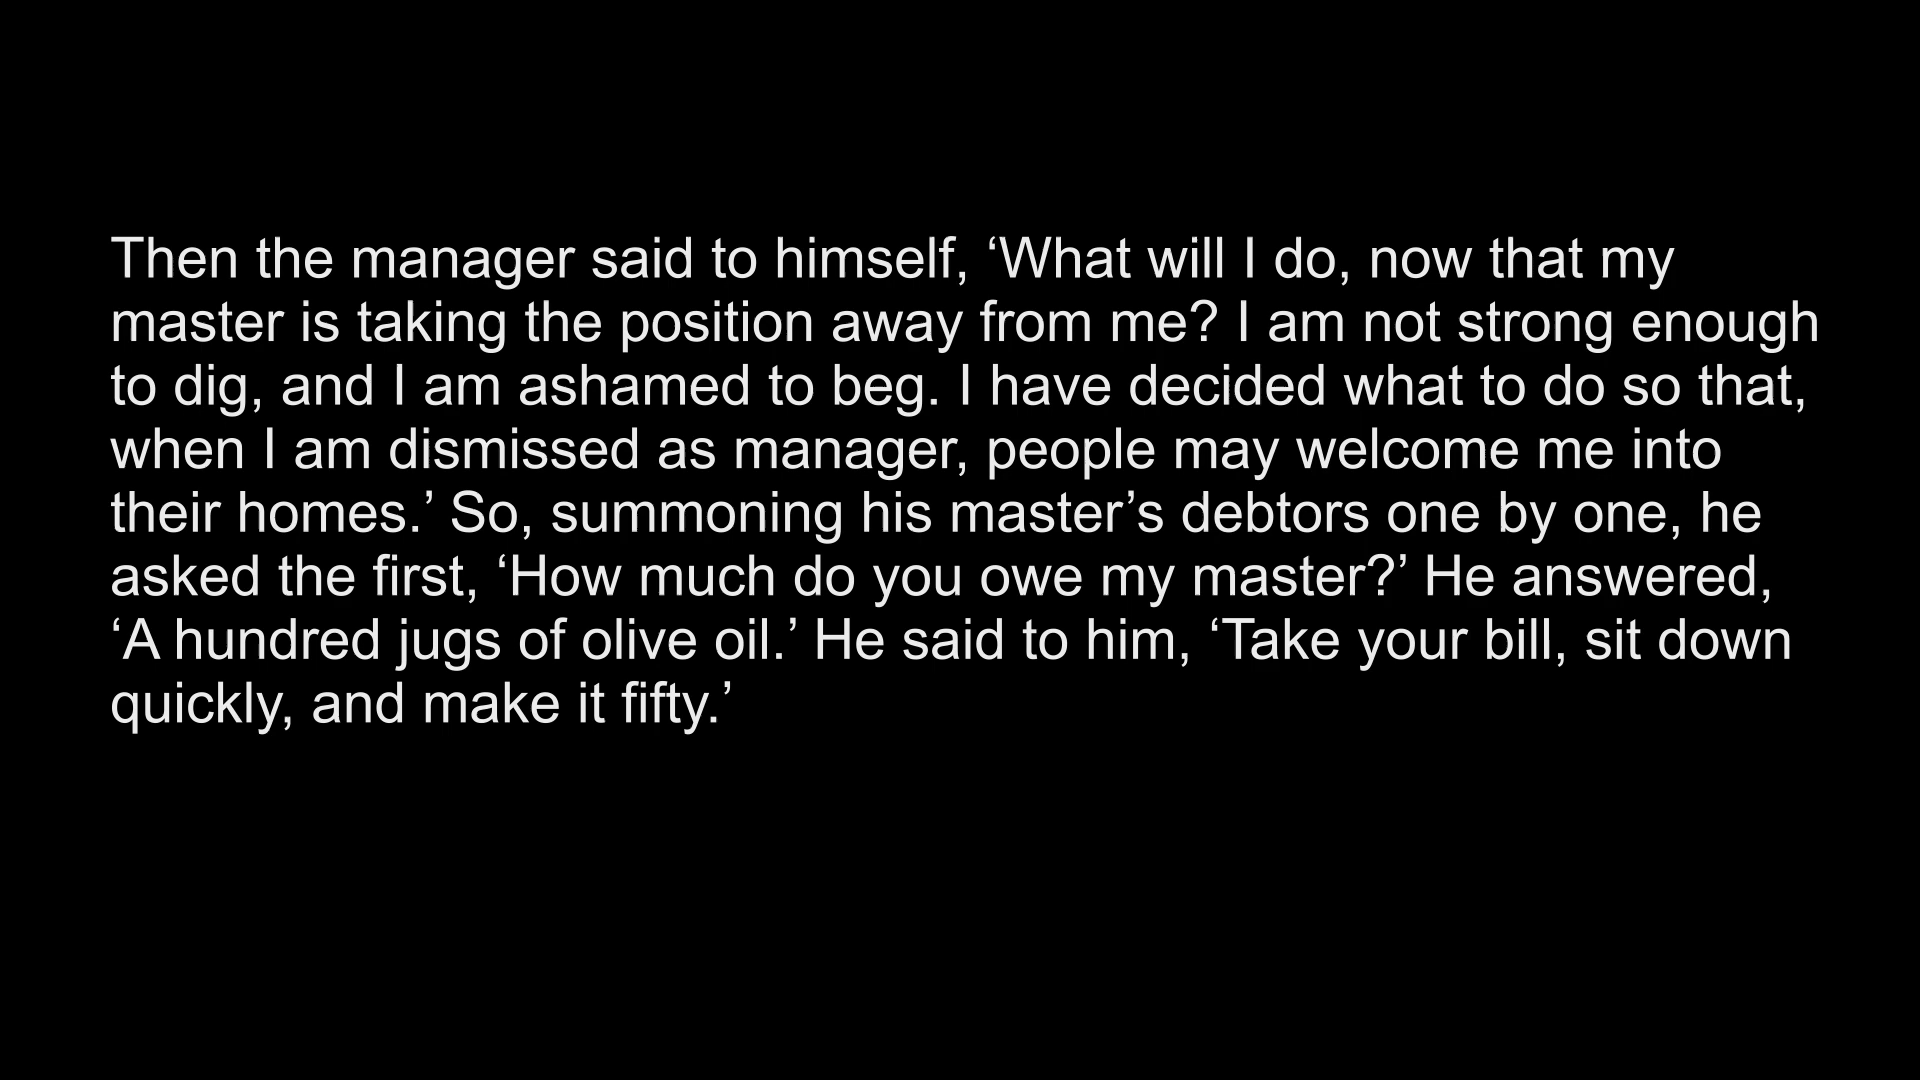 Then the manager said to himself, ‘What will I do, now that my
master is taking the position away from me? I am not strong enough
to dig, and I am ashamed to beg. I have decided what to do so that,
when I am dismissed as manager, people may welcome me into
their homes.’ So, summoning his master’s debtors one by one, he
asked the first, ‘How much do you owe my master?’ He answered,
‘A hundred jugs of olive oil.’ He said to him, ‘Take your bill, sit down
quickly, and make it fifty.’